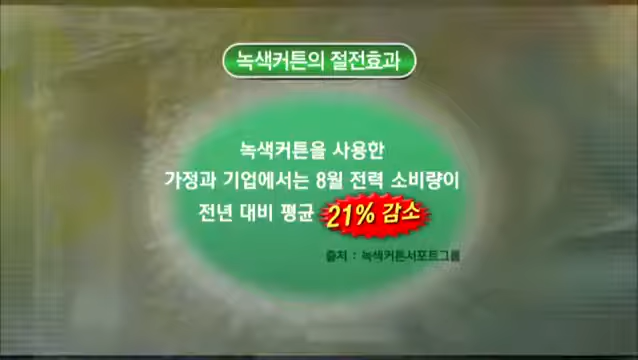 녹색커튼의 절전효과
녹색커튼을 사용한
가정과 기업에서는 8월 전력 소비량이
전년 대비 평균 21% 감소
출처 : 녹색커튼서포트그룹